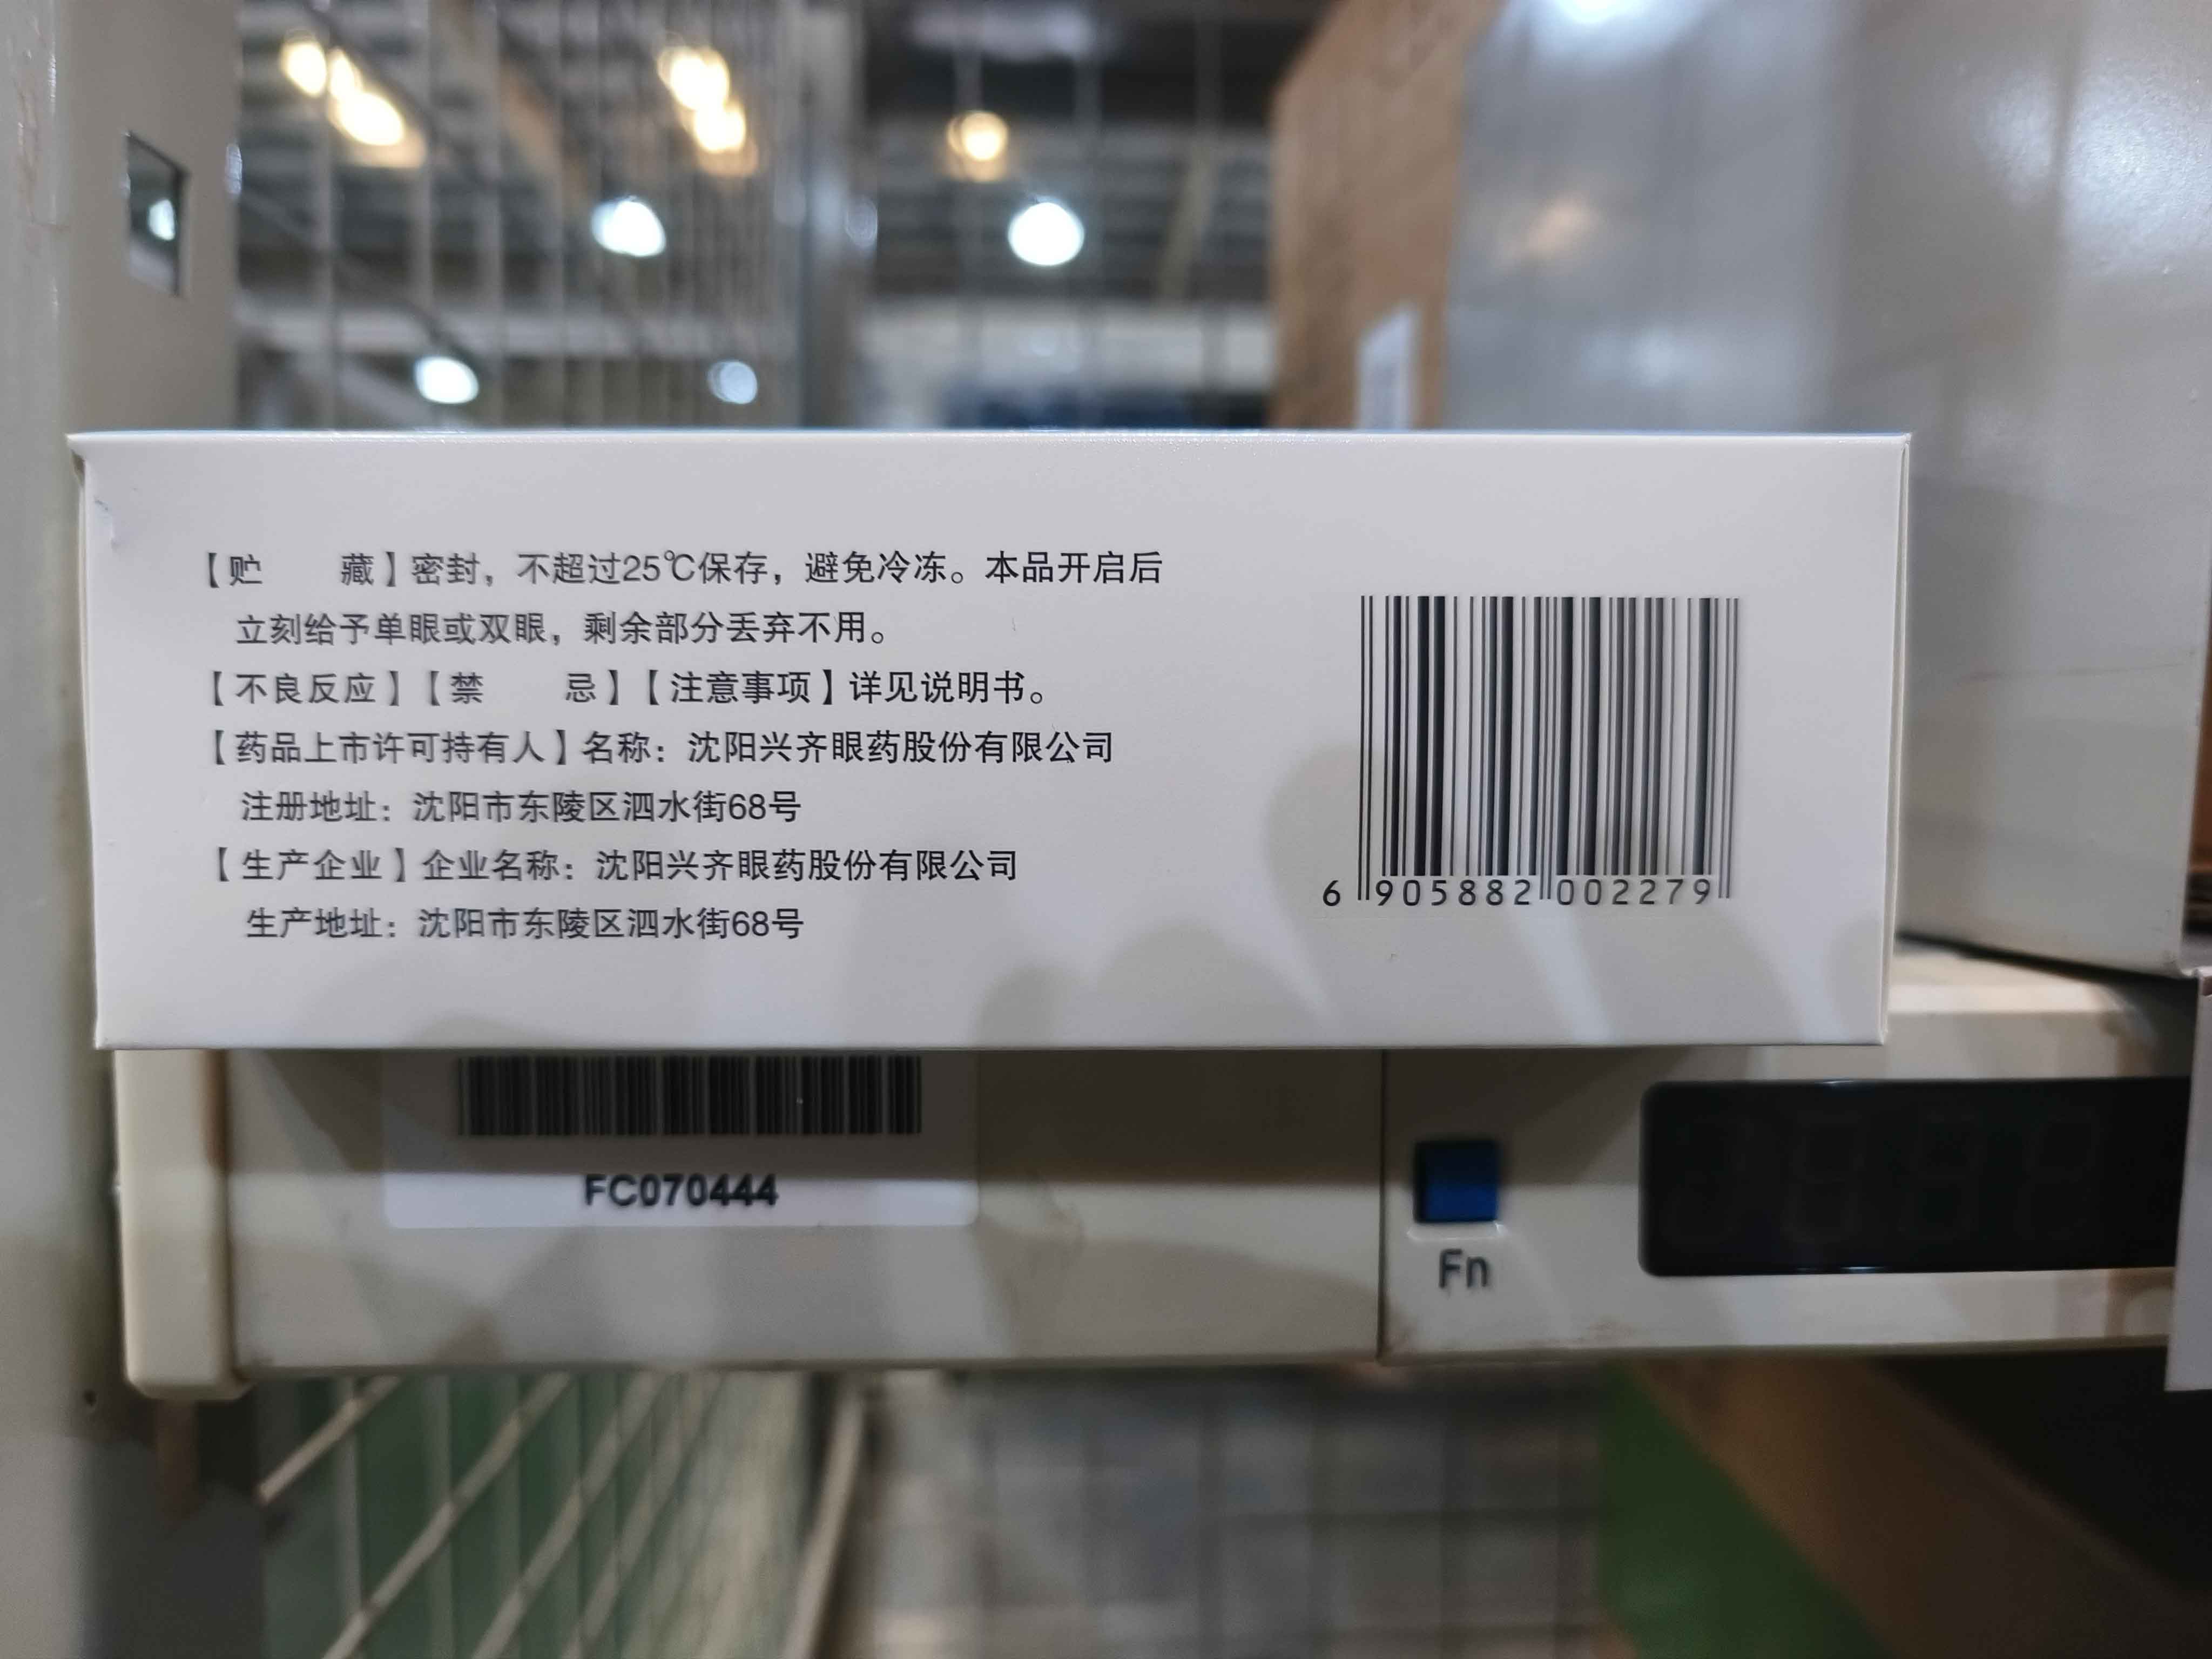 【贮　　藏】密封，不超过25℃保存，避免冷冻。本品开启后
立刻给予单眼或双眼，剩余部分丢弃不用。
【不良反应】【禁　　忌】【注意事项】详见说明书。
【药品上市许可持有人】名称：沈阳兴齐眼药股份有限公司
注册地址：沈阳市东陵区泗水街68号
【生产企业】企业名称：沈阳兴齐眼药股份有限公司
生产地址：沈阳市东陵区泗水街68号
6 905882 002279
FC070444
Fn